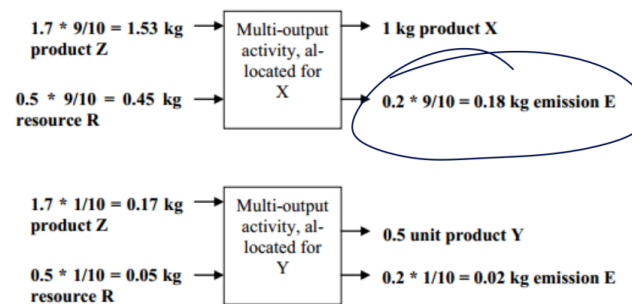 1.7 * 9/10 = 1.53 kg
product Z
0.5 * 9/10 = 0.45 kg
resource R
Multi-output
activity, al-
located for
X
1 kg product X
0.2 * 9/10 = 0.18 kg emission E
1.7 * 1/10 = 0.17 kg
product Z
0.5 * 1/10 = 0.05 kg
resource R
Multi-output
activity, al-
located for
Y
0.5 unit product Y
0.2 * 1/10 = 0.02 kg emission E